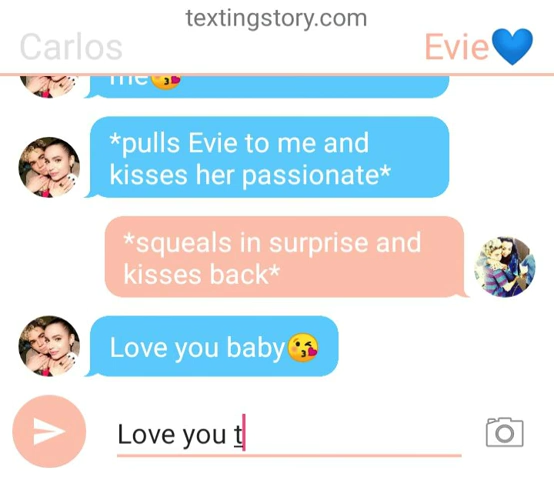 textingstory.com
Carlos
Evie💙
me😘
*pulls Evie to me and
kisses her passionate*
*squeals in surprise and
kisses back*
Love you baby😘
Love you t